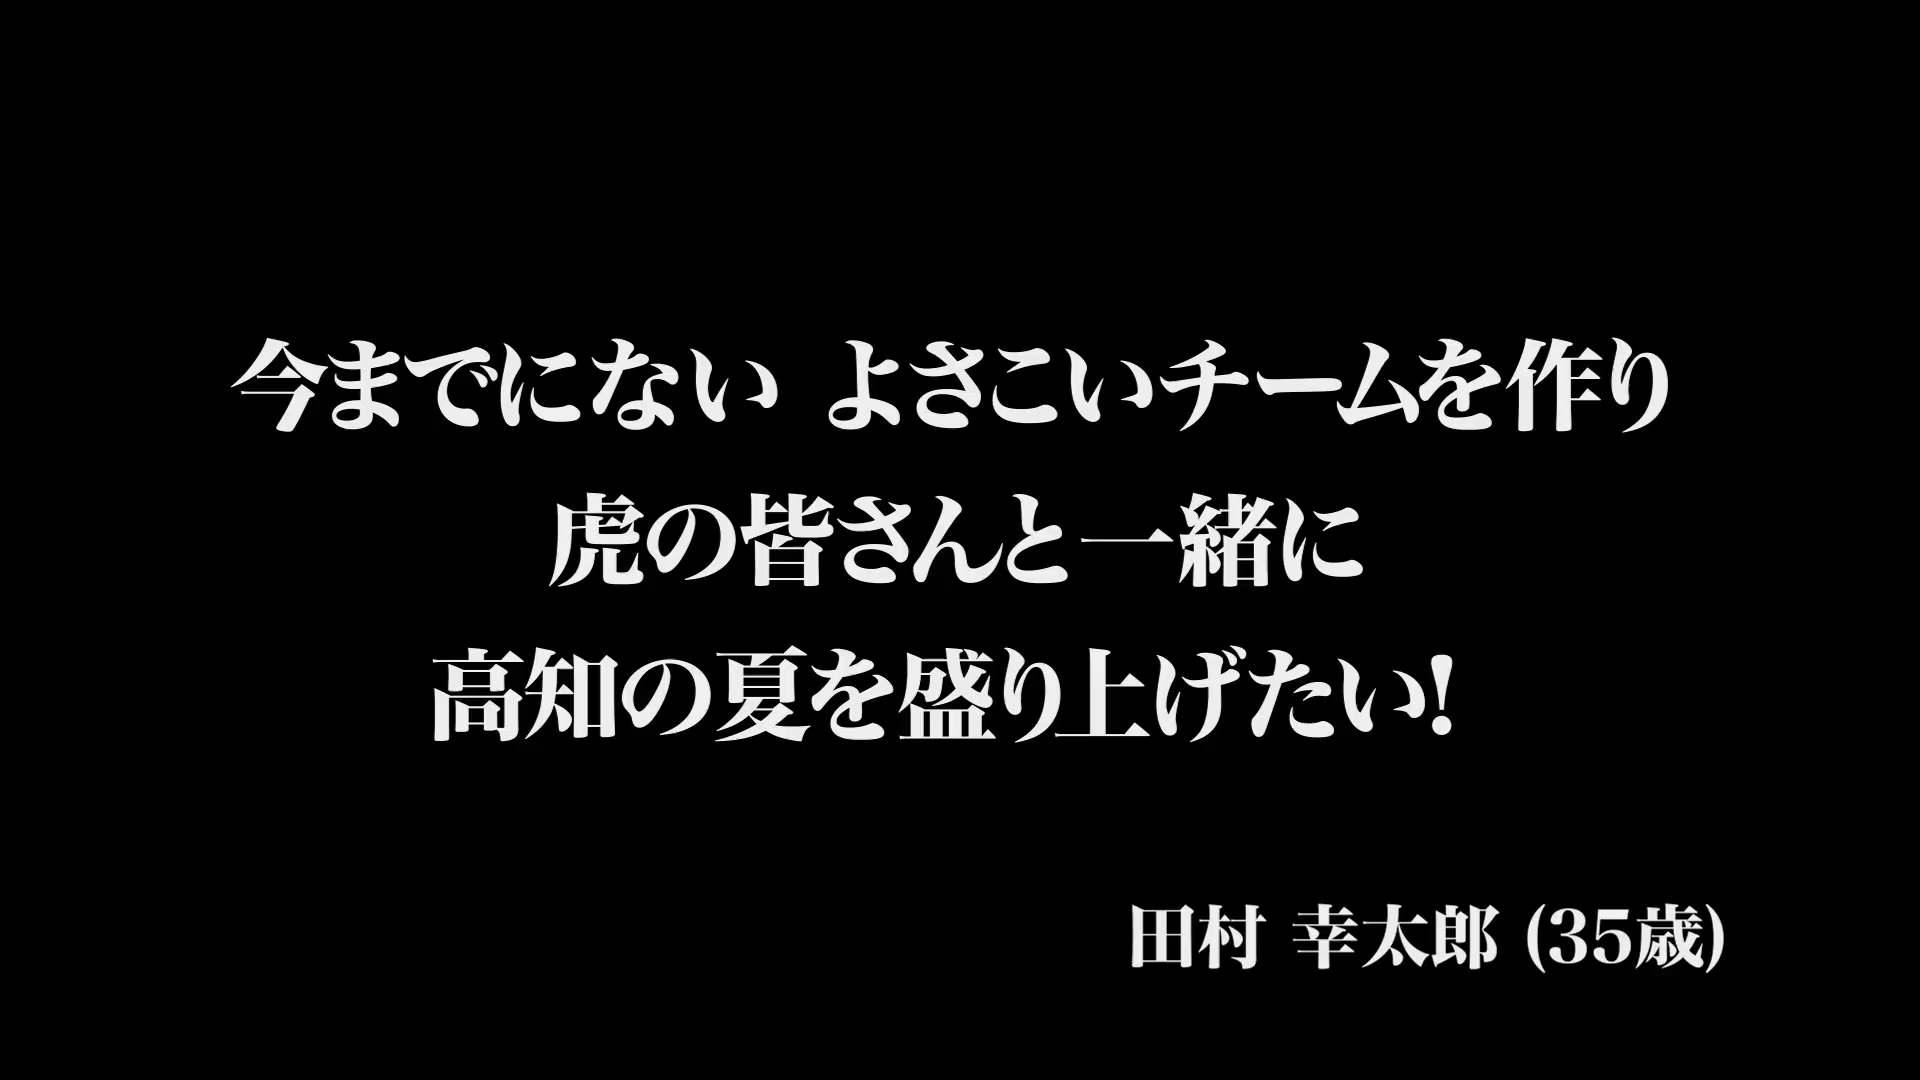 今までにない よさこいチームを作り
虎の皆さんと一緒に
高知の夏を盛り上げたい!
田村 幸太郎 (35歳)